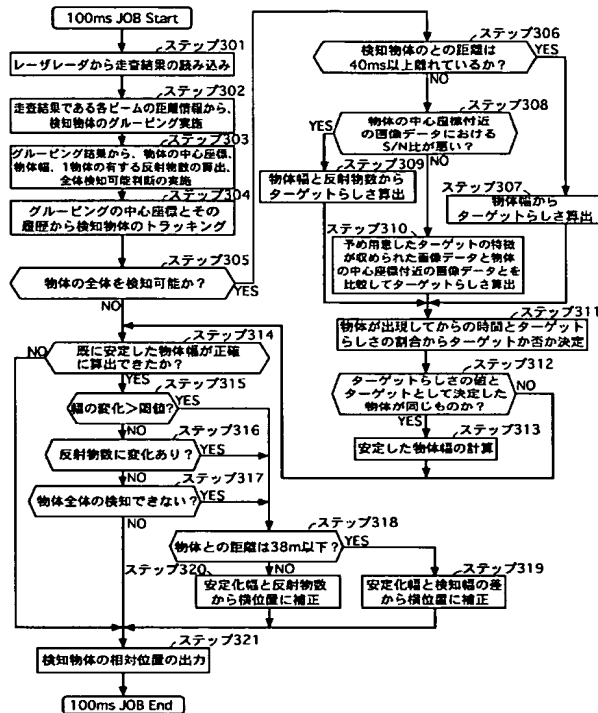 100ms JOB Start
ステップ301
レーザレーダから走査結果の読み込み
ステップ302
走査結果である各ビームの距離情報から、
検知物体のグルーピング実施
ステップ303
グルーピング結果から、物体の中心座標、
物体幅、1物体の有する反射物数の算出、
全体検知可能判断の実施
ステップ304
グルーピングの中心座標とその
履歴から検知物体のトラッキング
ステップ305
物体の全体を検知可能か?
YES
NO
ステップ306
検知物体のとの距離は
40ms以上離れているか?
YES
NO
ステップ308
物体の中心座標付近
の画像データにおける
S/N比が悪い?
YES
NO
ステップ309
物体幅と反射物数から
ターゲットらしさ算出
ステップ307
物体幅から
ターゲットらしさ算出
ステップ310
予め用意したターゲットの特徴
が収められた画像データと物体
の中心座標付近の画像データとを
比較してターゲットらしさ算出
ステップ311
物体が出現してからの時間とターゲット
らしさの割合からターゲットか否か決定
ステップ312
ターゲットらしさの値と
ターゲットとして決定した
物体が同じものか?
NO
YES
ステップ313
安定した物体幅の計算
ステップ314
既に安定した物体幅が正確
に算出できたか?
NO
YES
ステップ315
幅の変化>閾値?
YES
NO
ステップ316
反射物数に変化あり?
YES
NO
ステップ317
物体全体の検知できない?
YES
NO
ステップ318
物体との距離は38m以下?
YES
NO
ステップ320
安定化幅と反射物数
から横位置に補正
ステップ319
安定化幅と検知幅の差
から横位置に補正
ステップ321
検知物体の相対位置の出力
100ms JOB End